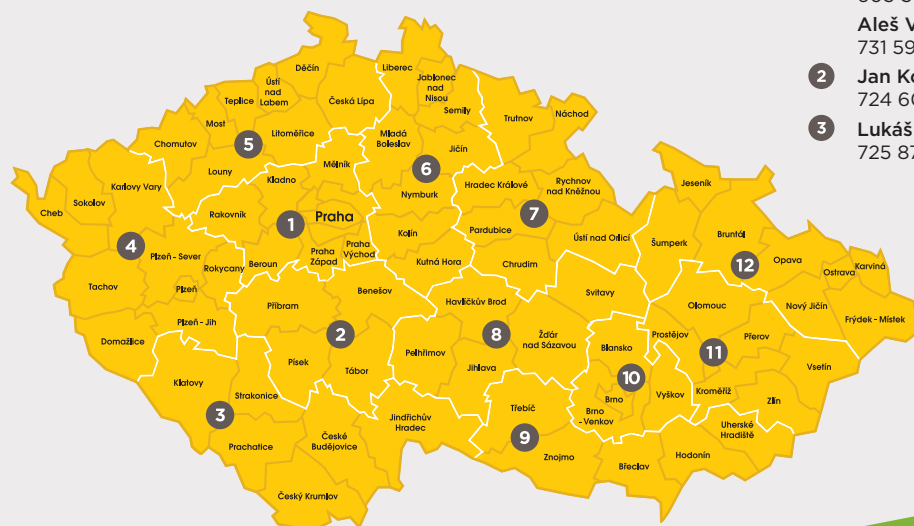 Aleš
731 59
2 Jan
724 60
3 Lukáš
725 87
Děčín
Liberec
Ústí
nad
Labem
Jablonec
nad
Nisou
Teplice
Česká Lípa
Semily
Most
Trutnov
Náchod
Litoměřice
Mladá
Boleslav
Chomutov
5
Jičín
Mělník
6
Louny
Kladno
Hradec Králové
Rychnov
nad Kněžnou
Jeseník
Karlovy Vary
Nymburk
Sokolov
Cheb
Rakovník
1
Praha
7
Kolín
Pardubice
Ústí nad Orlicí
Šumperk
Bruntál
4
Plzeň - Sever
Praha
Západ
Praha
Východ
Rokycany
Beroun
Kutná Hora
Chrudim
12
Opava
Ostrava
Karviná
Tachov
Plzeň
Benešov
Svitavy
Příbram
Havlíčkův Brod
Olomouc
Nový Jičín
Frýdek - Místek
Plzeň - Jih
Domažlice
2
8
Žďár
nad Sázavou
Prostějov
Přerov
Blansko
11
Písek
Tábor
Pelhřimov
Jihlava
10
Vsetín
Klatovy
Strakonice
Brno
Vyškov
Kroměříž
Zlín
3
Jindřichův
Hradec
Třebíč
Brno
- Venkov
Uherské
Hradiště
Prachatice
České
Budějovice
9
Znojmo
Břeclav
Hodonín
Český Krumlov